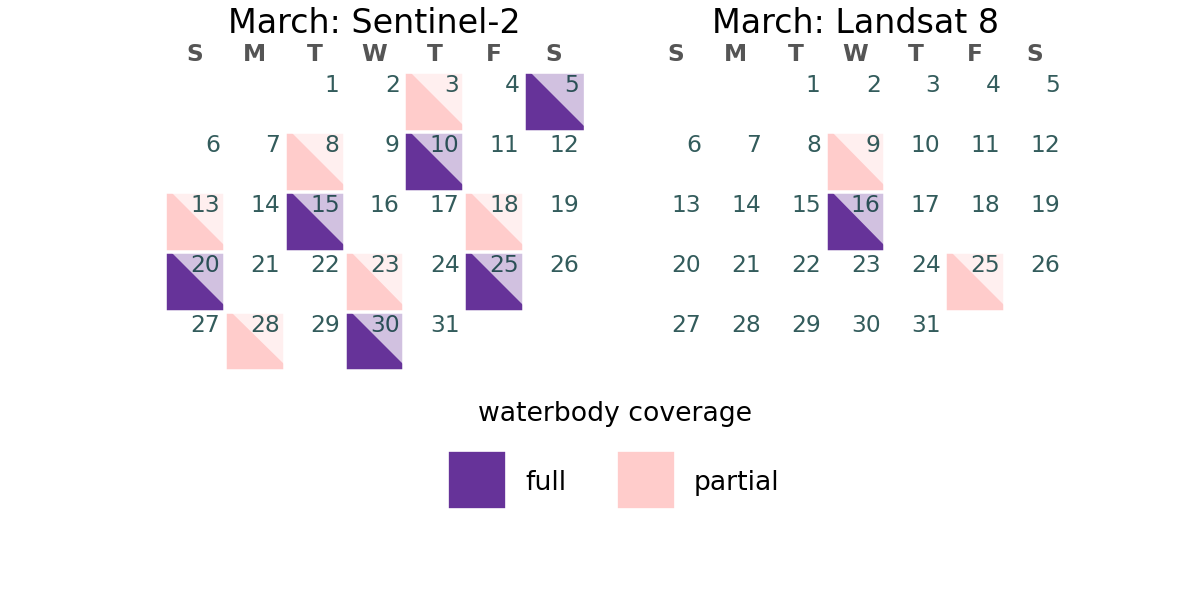 March: Sentinel-2
S M T W T F S
1 2 3 4 5
6 7 8 9 10 11 12
13 14 15 16 17 18 19
20 21 22 23 24 25 26
27 28 29 30 31
March: Landsat 8
S M T W T F S
1 2 3 4 5
6 7 8 9 10 11 12
13 14 15 16 17 18 19
20 21 22 23 24 25 26
27 28 29 30 31
waterbody coverage
full
partial